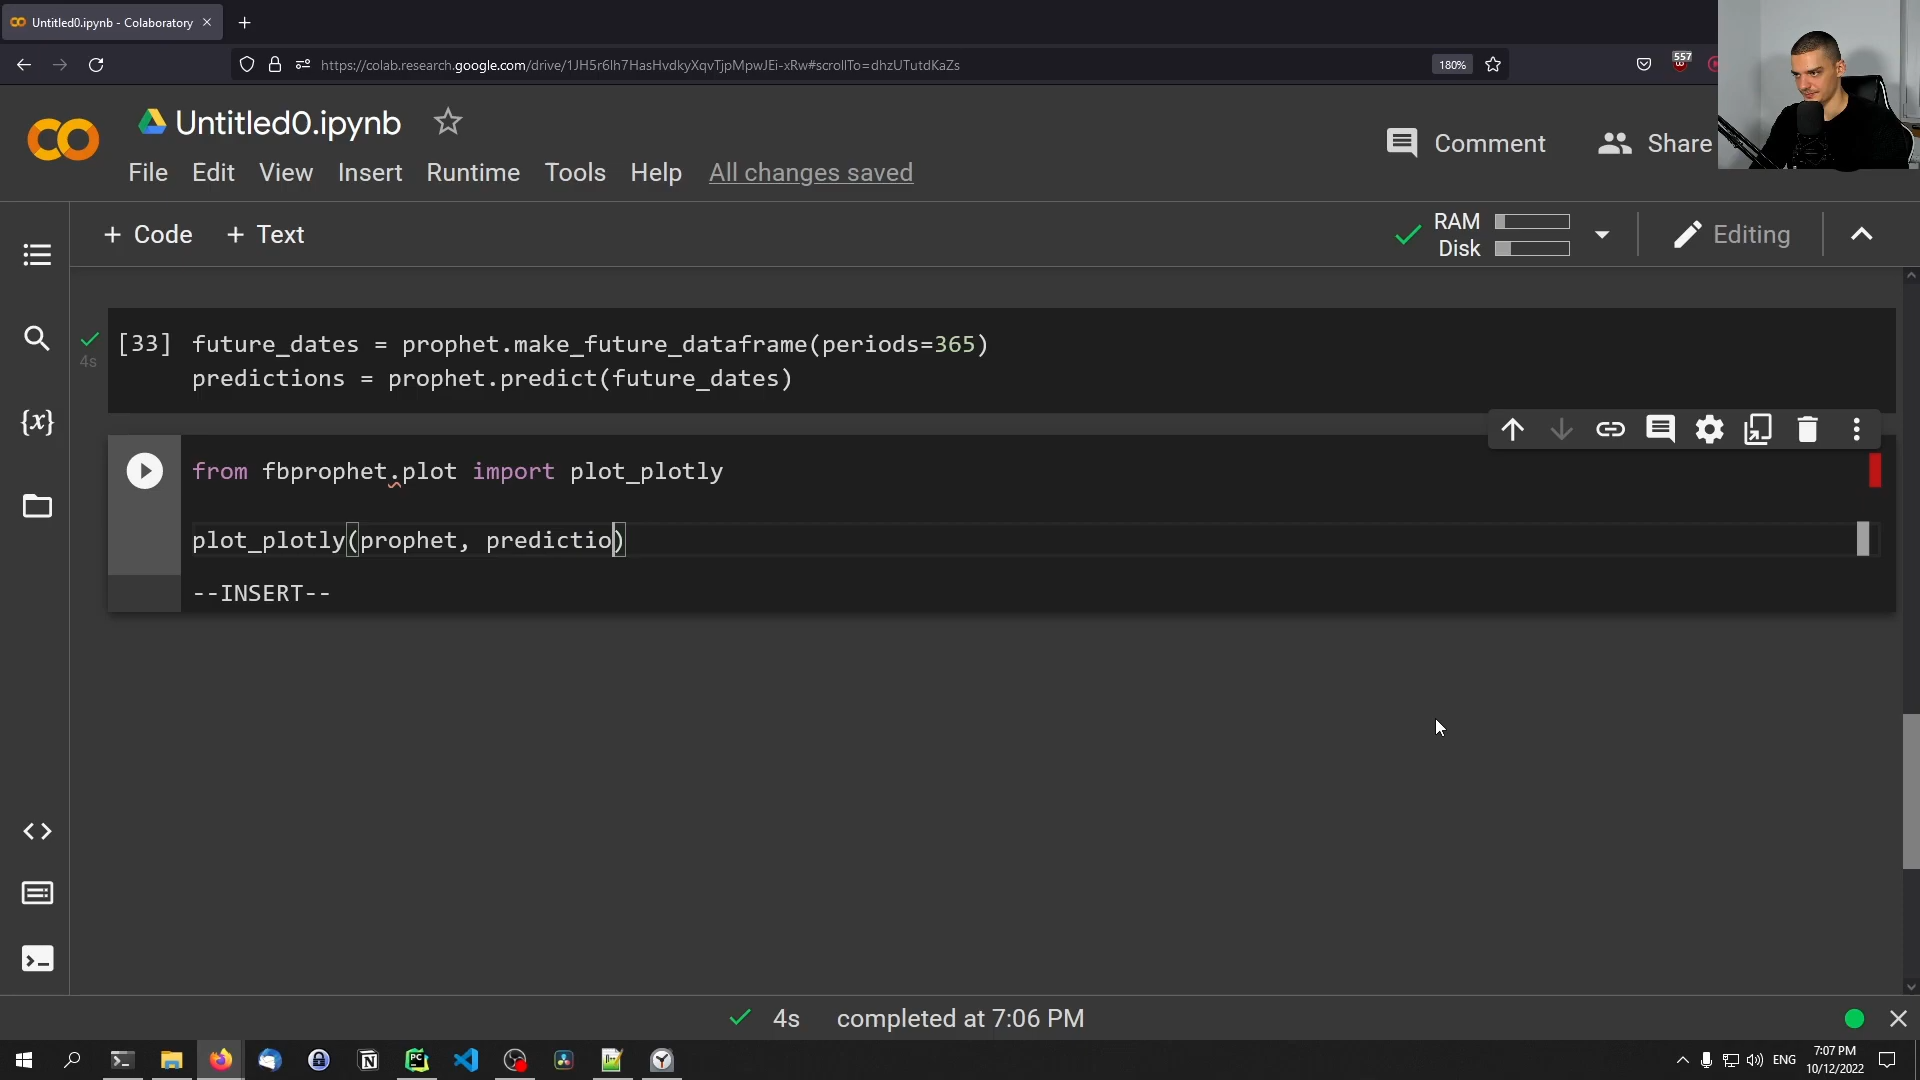 Untitled0.ipynb - Colaboratory
https://colab.research.google.com/drive/1JH5r6lh7HasHvdkyXqvTjpMpwJEi-xRw#scrollTo=dhzUTutdKaZs
180%
557
Untitled0.ipynb
Comment
Share
File Edit View Insert Runtime Tools Help All changes saved
+ Code + Text
RAM
Disk
Editing
4s
[33] future_dates = prophet.make_future_dataframe(periods=365)
predictions = prophet.predict(future_dates)
{x}
from fbprophet.plot import plot_plotly
plot_plotly(prophet, predictio)
--INSERT--
4s completed at 7:06 PM
ENG
7:07 PM
10/12/2022